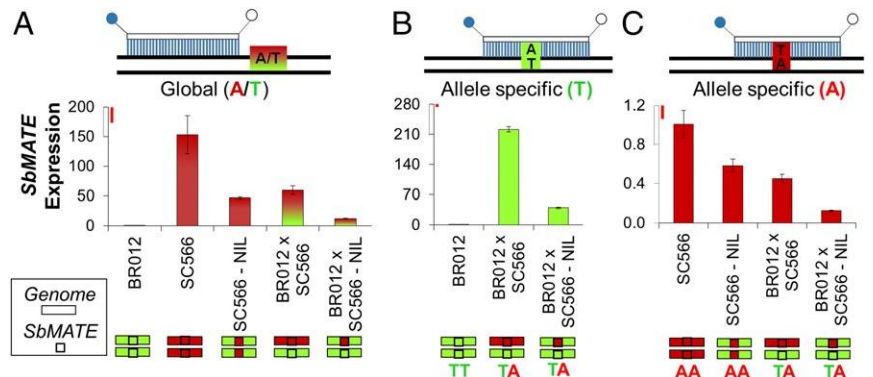 A
A/T
Global (A/T)
SbMATE
Expression
200
150
100
50
0
BR012
SC566
SC566 - NIL
BR012 x
SC566
BR012 x
SC566 - NIL
Genome
SbMATE
B
A
T
Allele specific (T)
280
210
140
70
0
BR012
BR012 x
SC566
BR012 x
SC566 - NIL
TT
TA
TA
C
T
A
Allele specific (A)
1.2
0.8
0.4
0.0
SC566
SC566 - NIL
BR012 x
SC566
BR012 x
SC566 - NIL
AA
AA
TA
TA